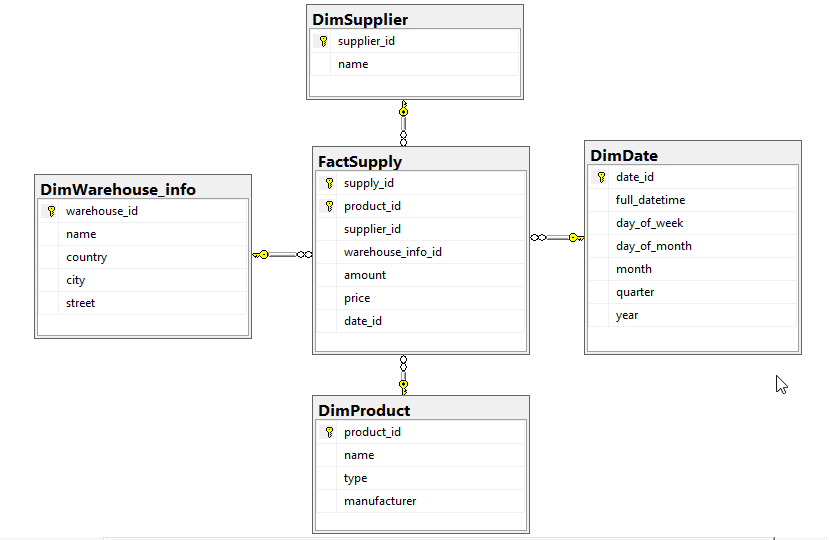 DimSupplier
supplier_id
name
DimWarehouse_info
warehouse_id
name
country
city
street
FactSupply
supply_id
product_id
supplier_id
warehouse_info_id
amount
price
date_id
DimDate
date_id
full_datetime
day_of_week
day_of_month
month
quarter
year
DimProduct
product_id
name
type
manufacturer